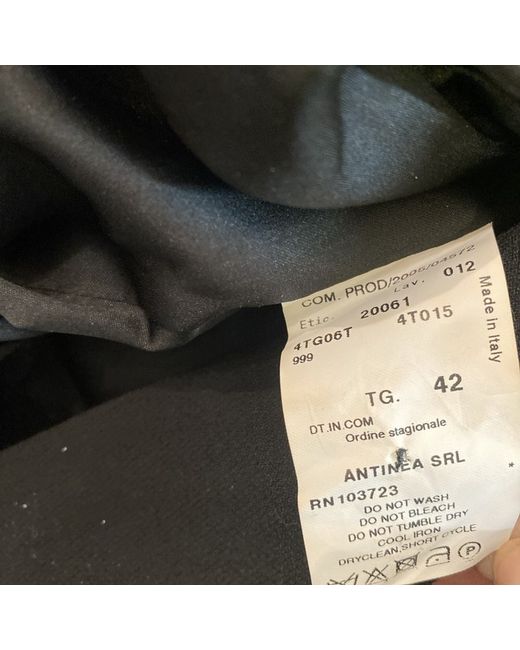 COM. PROD/2005/04572
Lav. 012
Etic. 20061
4TG06T 4T015
999
TG. 42
DT.IN.COM
Ordine stagionale
ANTINEA SRL
RN103723
DO NOT WASH
DO NOT BLEACH
DO NOT TUMBLE DRY
COOL IRON
DRYCLEAN,SHORT CYCLE
P
Made in Italy
*